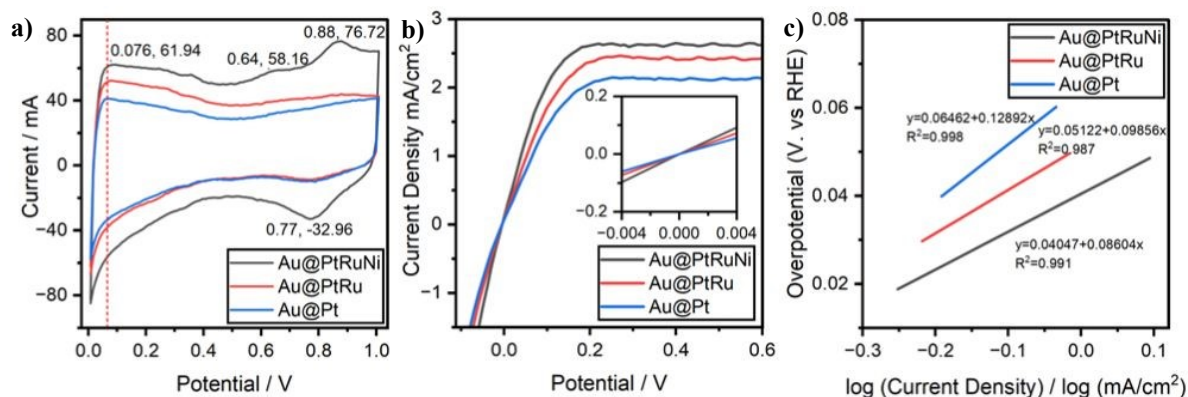 a)
80
40
0
−40
−80
Current / mA
0.076, 61.94
0.64, 58.16
0.88, 76.72
0.77, -32.96
Au@PtRuNi
Au@PtRu
Au@Pt
0.0 0.2 0.4 0.6 0.8 1.0
Potential / V
b)
3
2
1
0
−1
Current Density mA/cm²
0.2
0.0
−0.2
−0.004 0.000 0.004
Au@PtRuNi
Au@PtRu
Au@Pt
0.0 0.2 0.4 0.6
Potential / V
c)
0.08
0.06
0.04
0.02
Overpotential (V. vs RHE)
Au@PtRuNi
Au@PtRu
Au@Pt
y=0.06462+0.12892x
R²=0.998
y=0.05122+0.09856x
R²=0.987
y=0.04047+0.08604x
R²=0.991
−0.3 −0.2 −0.1 0.0 0.1
log (Current Density) / log (mA/cm²)